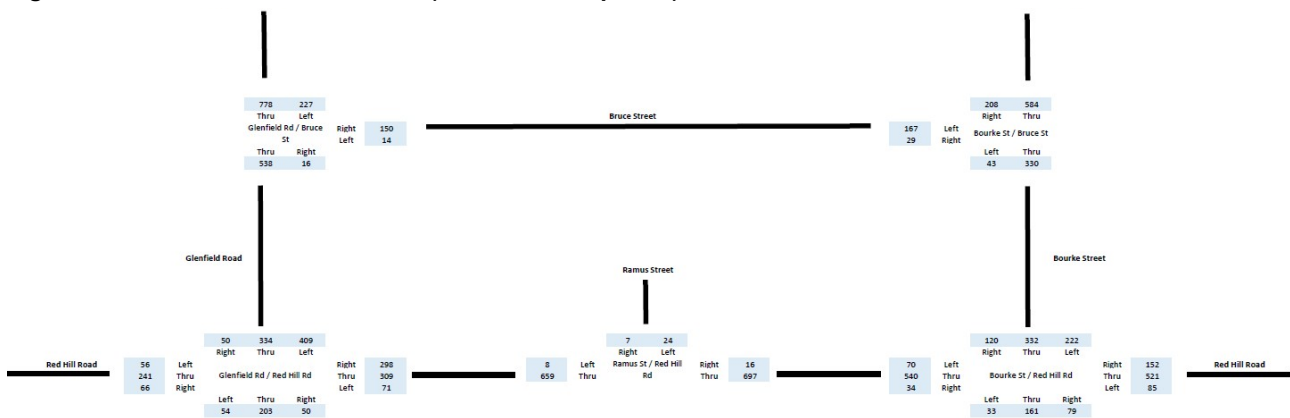 778 227
Thru Left
Glenfield Rd / Bruce St
Right 150
Left 14
Thru Right
538 16
Bruce Street
208 584
Right Thru
167 Left
29 Right
Bourke St / Bruce St
Left Thru
43 330
Glenfield Road
Ramus Street
Bourke Street
50 334 409
Right Thru Left
Red Hill Road
56 Left
241 Thru
66 Right
Glenfield Rd / Red Hill Rd
Right 298
Thru 309
Left 71
Left Thru Right
54 203 50
7 24
Right Left
8 Left
659 Thru
Ramus St / Red Hill Rd
Right 16
Thru 697
120 332 222
Right Thru Left
70 Left
540 Thru
34 Right
Bourke St / Red Hill Rd
Right 152
Thru 521
Left 85
Red Hill Road
Left Thru Right
33 161 79